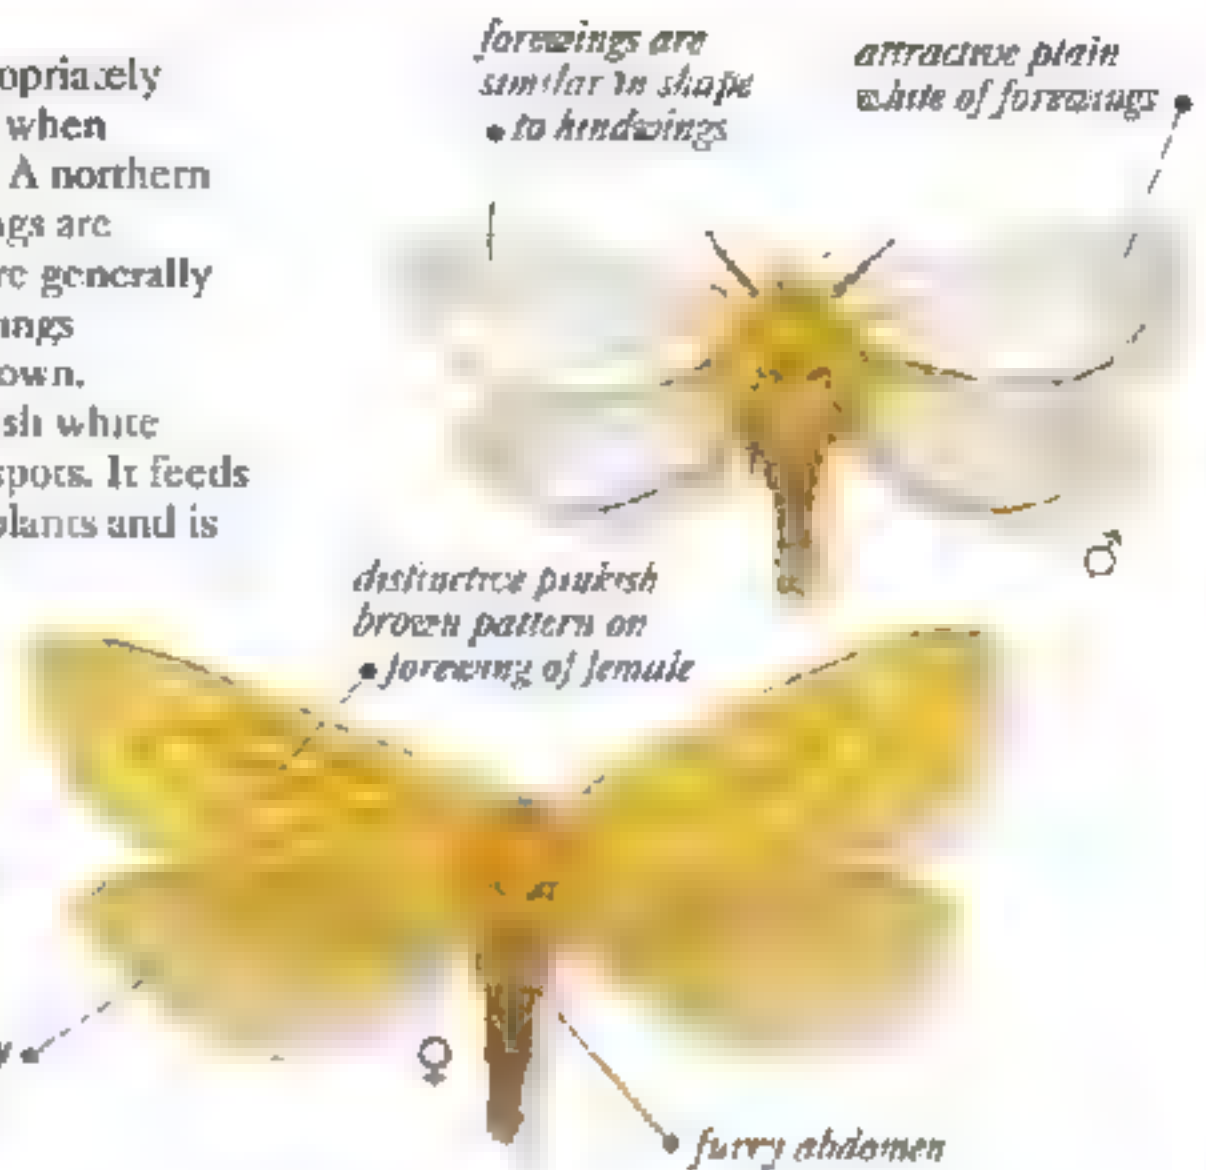 opriately
when
A northern
ngs are
re generally
ings
own.
sh white
spots. It feeds
plants and is
forewings are
similar in shape
to hindwings
attractive plain
white of forewings
♂
distinctive pinkish
brown pattern on
forewing of female
♀
furry abdomen